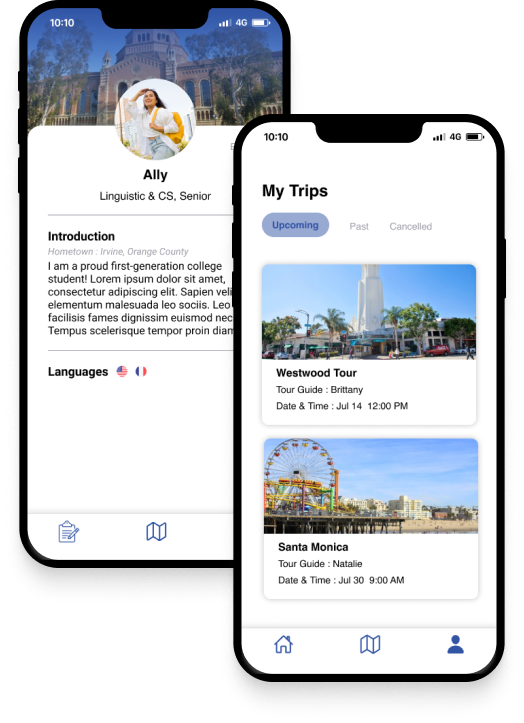 10:10
4G
Ally
Linguistic & CS, Senior
Introduction
Hometown : Irvine, Orange County
I am a proud first-generation college
student! Lorem ipsum dolor sit amet,
consectetur adipiscing elit. Sapien veli
elementum malesuada leo sociis. Leo
facilisis fames dignissim euismod nec
Tempus scelerisque tempor proin diam
Languages
10:10
4G
My Trips
Upcoming
Past
Cancelled
Westwood Tour
Tour Guide : Brittany
Date & Time : Jul 14 12:00 PM
Santa Monica
Tour Guide : Natalie
Date & Time : Jul 30 9:00 AM